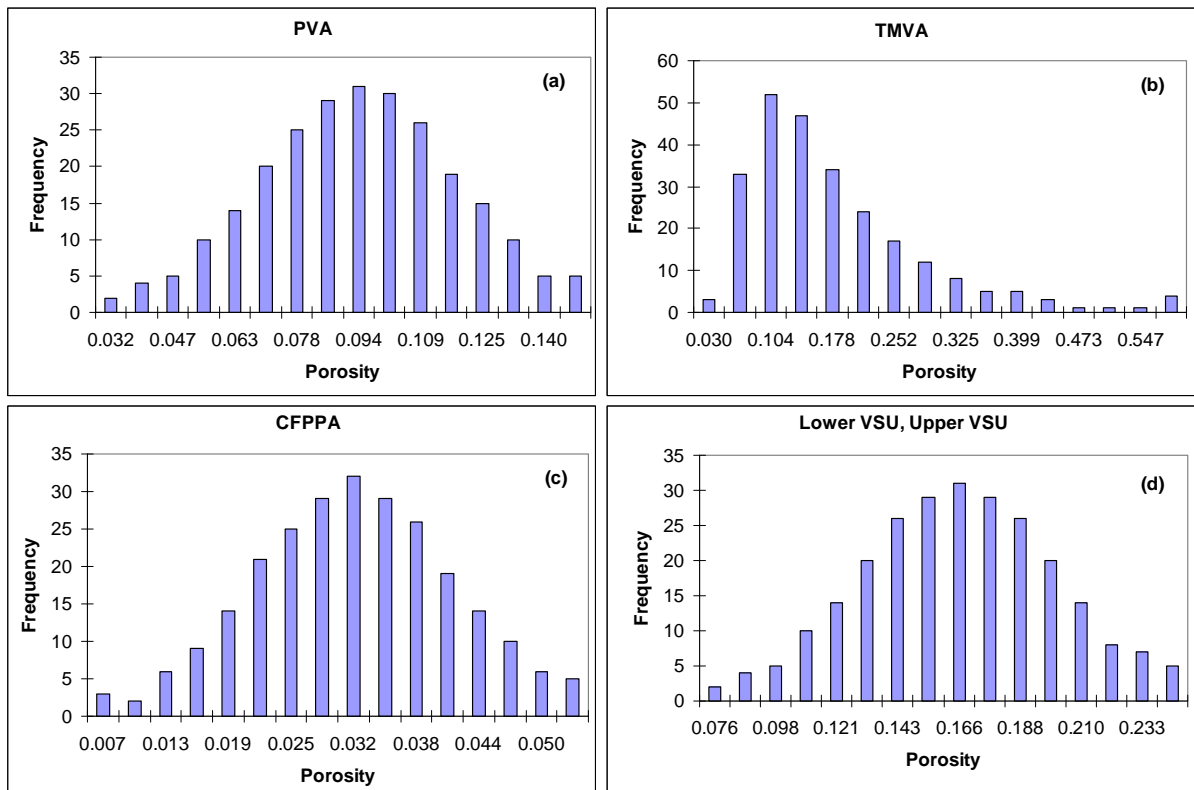 PVA
(a)
35
30
25
20
15
10
5
0
Frequency
0.032 0.047 0.063 0.078 0.094 0.109 0.125 0.140
Porosity
TMVA
(b)
60
50
40
30
20
10
0
Frequency
0.030 0.104 0.178 0.252 0.325 0.399 0.473 0.547
Porosity
CFPPA
(c)
35
30
25
20
15
10
5
0
Frequency
0.007 0.013 0.019 0.025 0.032 0.038 0.044 0.050
Porosity
Lower VSU, Upper VSU
(d)
35
30
25
20
15
10
5
0
Frequency
0.076 0.098 0.121 0.143 0.166 0.188 0.210 0.233
Porosity